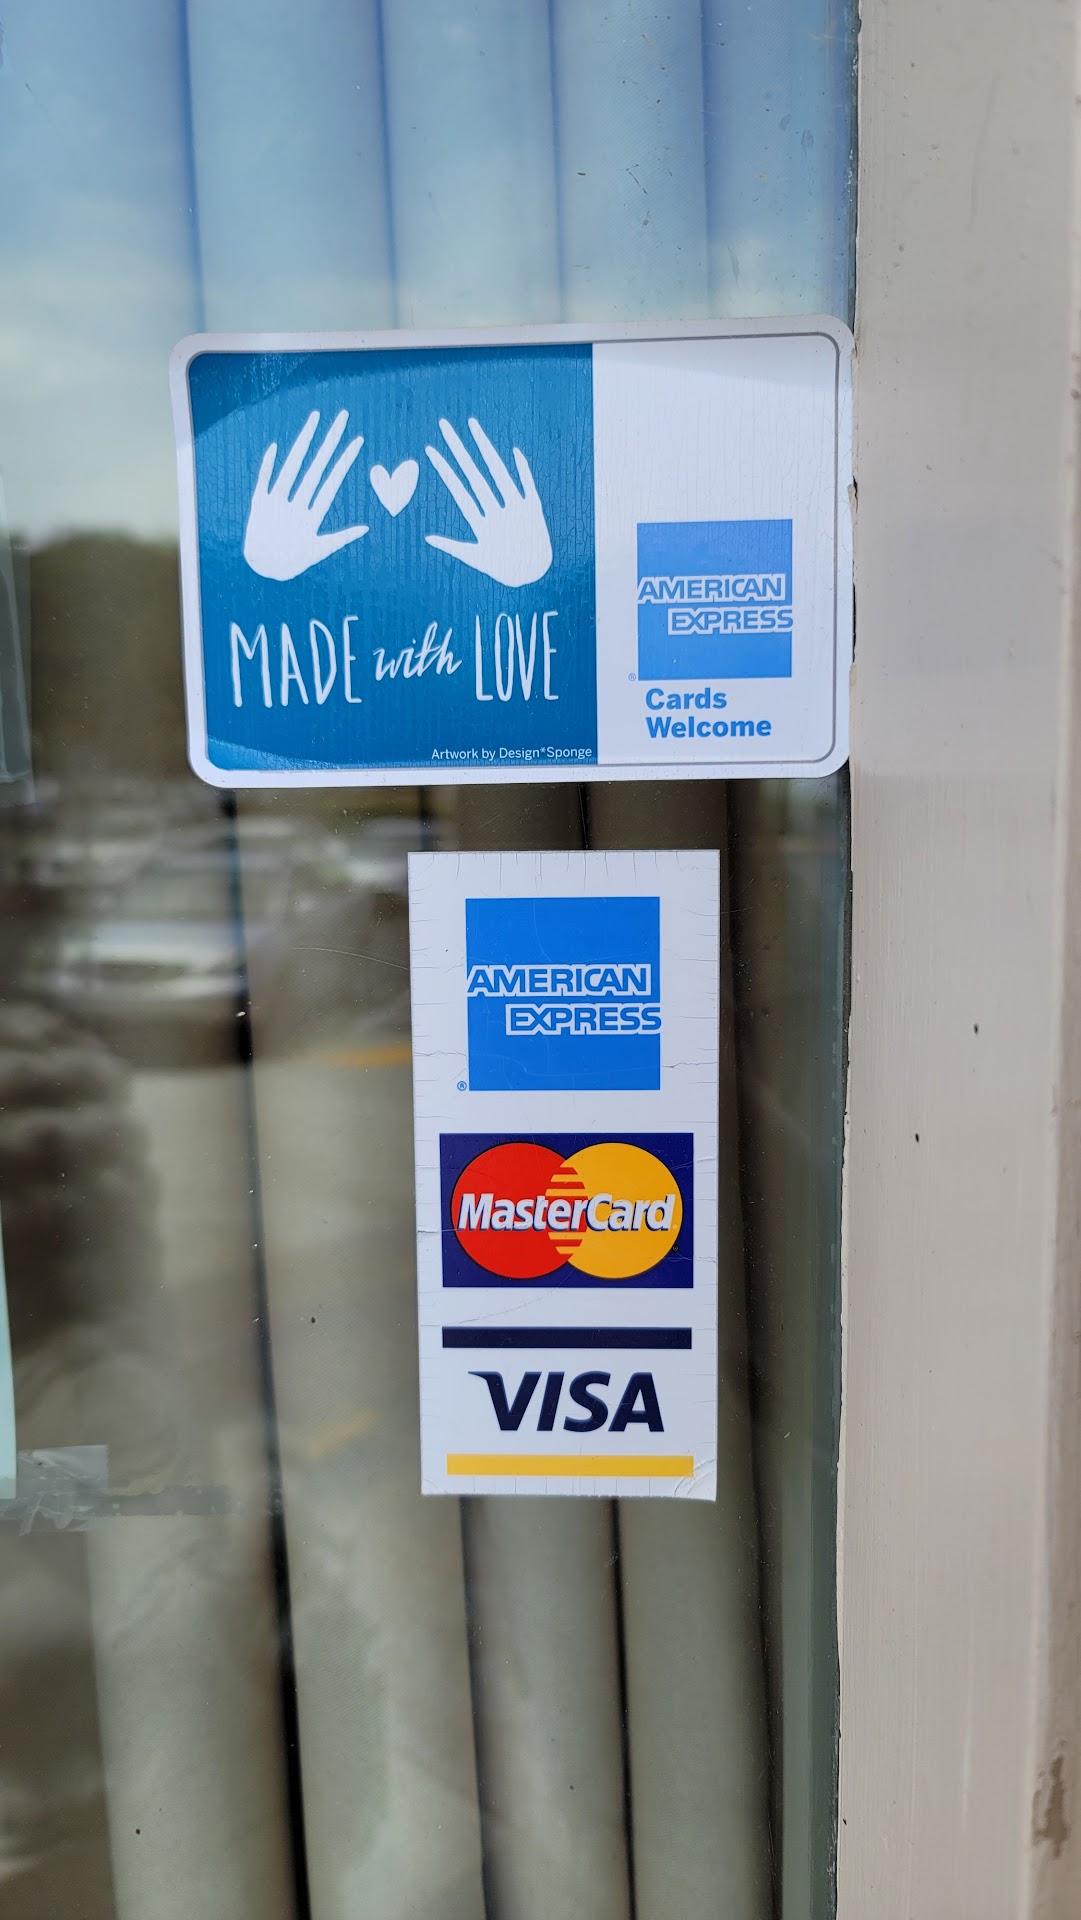 MADE with LOVE
Artwork by Design*Sponge
AMERICAN
EXPRESS
®
Cards
Welcome
AMERICAN
EXPRESS
®
MasterCard
VISA